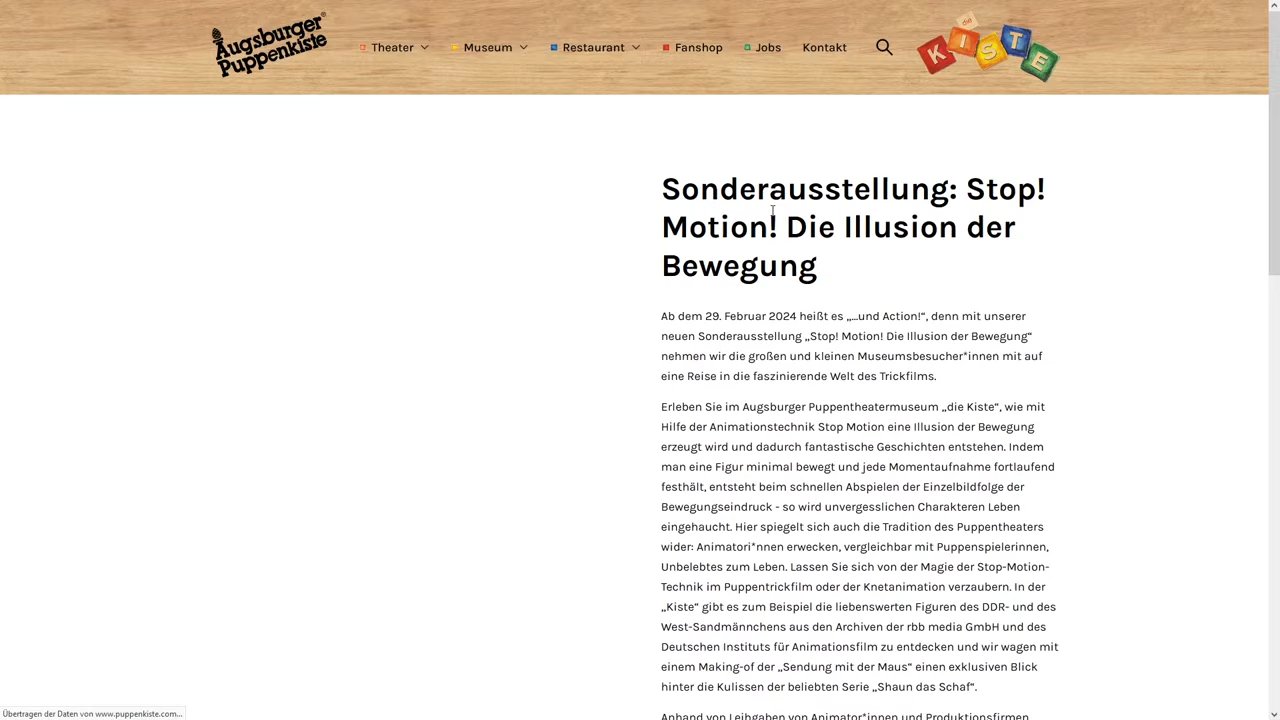 Augsburger
Puppenkiste®
Theater
Museum
Restaurant
Fanshop
Jobs
Kontakt
die
KISTE
Sonderausstellung: Stop!
Motion! Die Illusion der
Bewegung
Ab dem 29. Februar 2024 heißt es „...und Action!“, denn mit unserer
neuen Sonderausstellung „Stop! Motion! Die Illusion der Bewegung“
nehmen wir die großen und kleinen Museumsbesucher*innen mit auf
eine Reise in die faszinierende Welt des Trickfilms.
Erleben Sie im Augsburger Puppentheatermuseum „die Kiste“, wie mit
Hilfe der Animationstechnik Stop Motion eine Illusion der Bewegung
erzeugt wird und dadurch fantastische Geschichten entstehen. Indem
man eine Figur minimal bewegt und jede Momentaufnahme fortlaufend
festhält, entsteht beim schnellen Abspielen der Einzelbildfolge der
Bewegungseindruck - so wird unvergesslichen Charakteren Leben
eingehaucht. Hier spiegelt sich auch die Tradition des Puppentheaters
wider: Animatori*nnen erwecken, vergleichbar mit Puppenspielerinnen,
Unbelebtes zum Leben. Lassen Sie sich von der Magie der Stop-Motion-
Technik im Puppentrickfilm oder der Knetanimation verzaubern. In der
„Kiste“ gibt es zum Beispiel die liebenswerten Figuren des DDR- und des
West-Sandmännchens aus den Archiven der rbb media GmbH und des
Deutschen Instituts für Animationsfilm zu entdecken und wir wagen mit
einem Making-of der „Sendung mit der Maus“ einen exklusiven Blick
hinter die Kulissen der beliebten Serie „Shaun das Schaf“.
Anhand von Leihgaben von Animator*innen und Produktionsfirmen
Übertragen der Daten von www.puppenkiste.com...